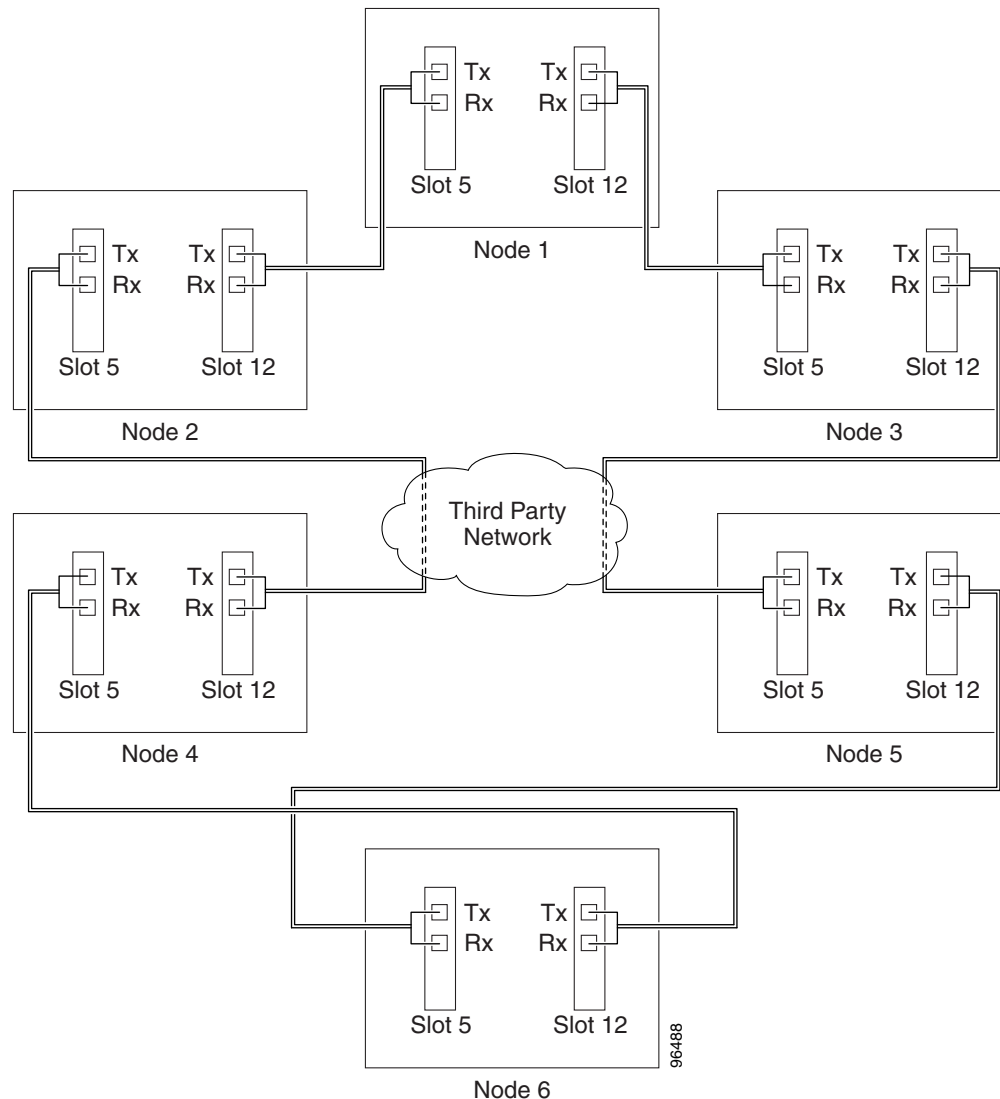 Tx
Tx
Rx
Rx
Slot 5
Slot 12
Node 1
Tx
Tx
Rx
Rx
Slot 5
Slot 12
Node 2
Tx
Tx
Rx
Rx
Slot 5
Slot 12
Node 3
Third Party
Network
Tx
Tx
Rx
Rx
Slot 5
Slot 12
Node 4
Tx
Tx
Rx
Rx
Slot 5
Slot 12
Node 5
Tx
Tx
Rx
Rx
Slot 5
Slot 12
96488
Node 6